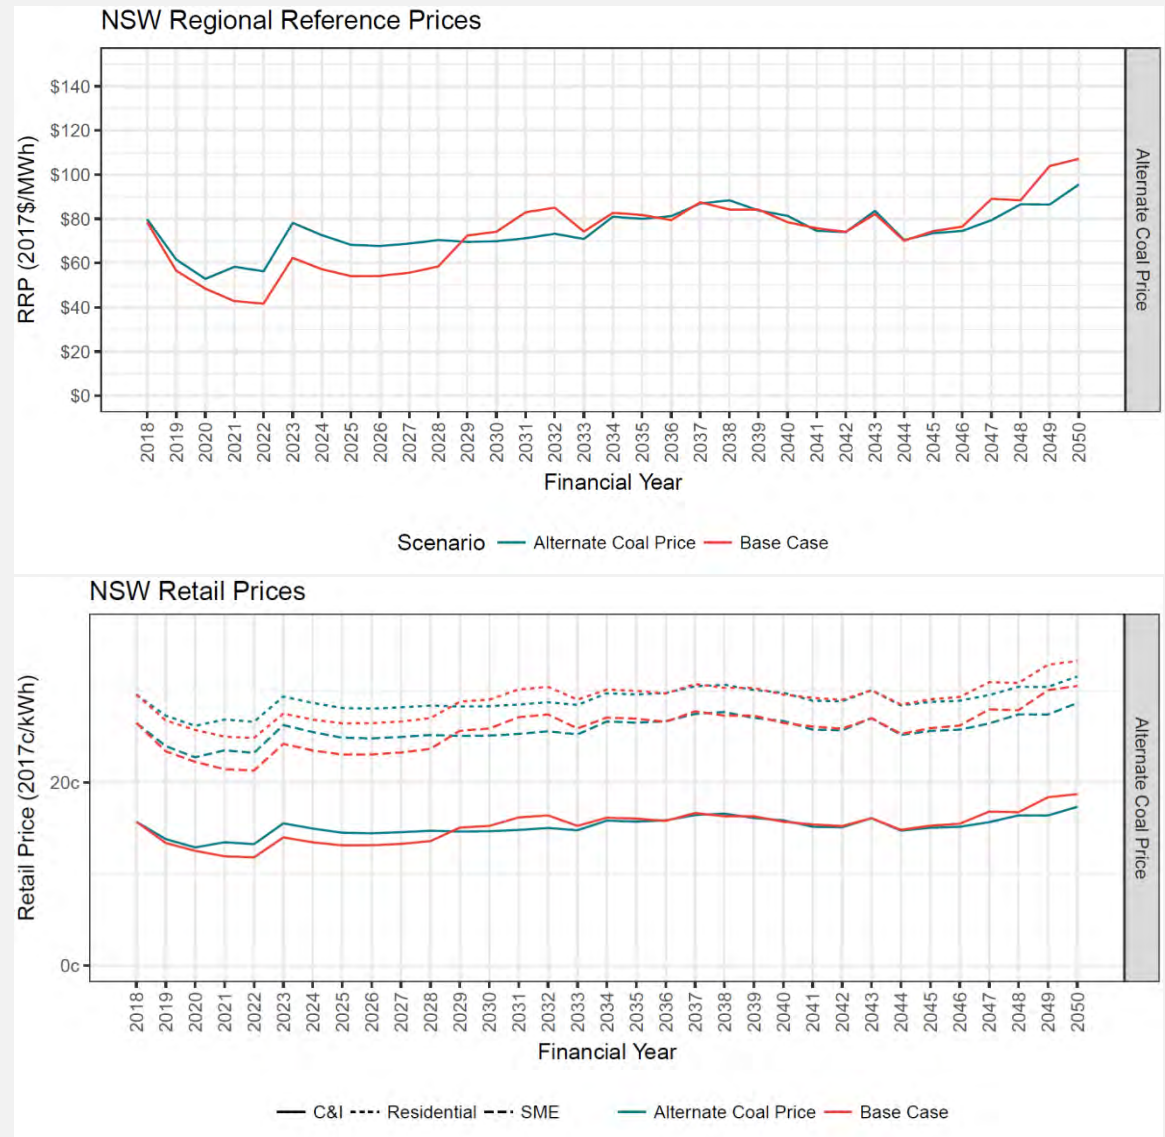 NSW Regional Reference Prices
RRP (2017$/MWh)
$140
$120
$100
$80
$60
$40
$20
$0
Alternate Coal Price
2018 2019 2020 2021 2022 2023 2024 2025 2026 2027 2028 2029 2030 2031 2032 2033 2034 2035 2036 2037 2038 2039 2040 2041 2042 2043 2044 2045 2046 2047 2048 2049 2050
Financial Year
Scenario Alternate Coal Price Base Case
NSW Retail Prices
Retail Price (2017c/kWh)
20c
0c
Alternate Coal Price
2018 2019 2020 2021 2022 2023 2024 2025 2026 2027 2028 2029 2030 2031 2032 2033 2034 2035 2036 2037 2038 2039 2040 2041 2042 2043 2044 2045 2046 2047 2048 2049 2050
Financial Year
C&I Residential SME Alternate Coal Price Base Case